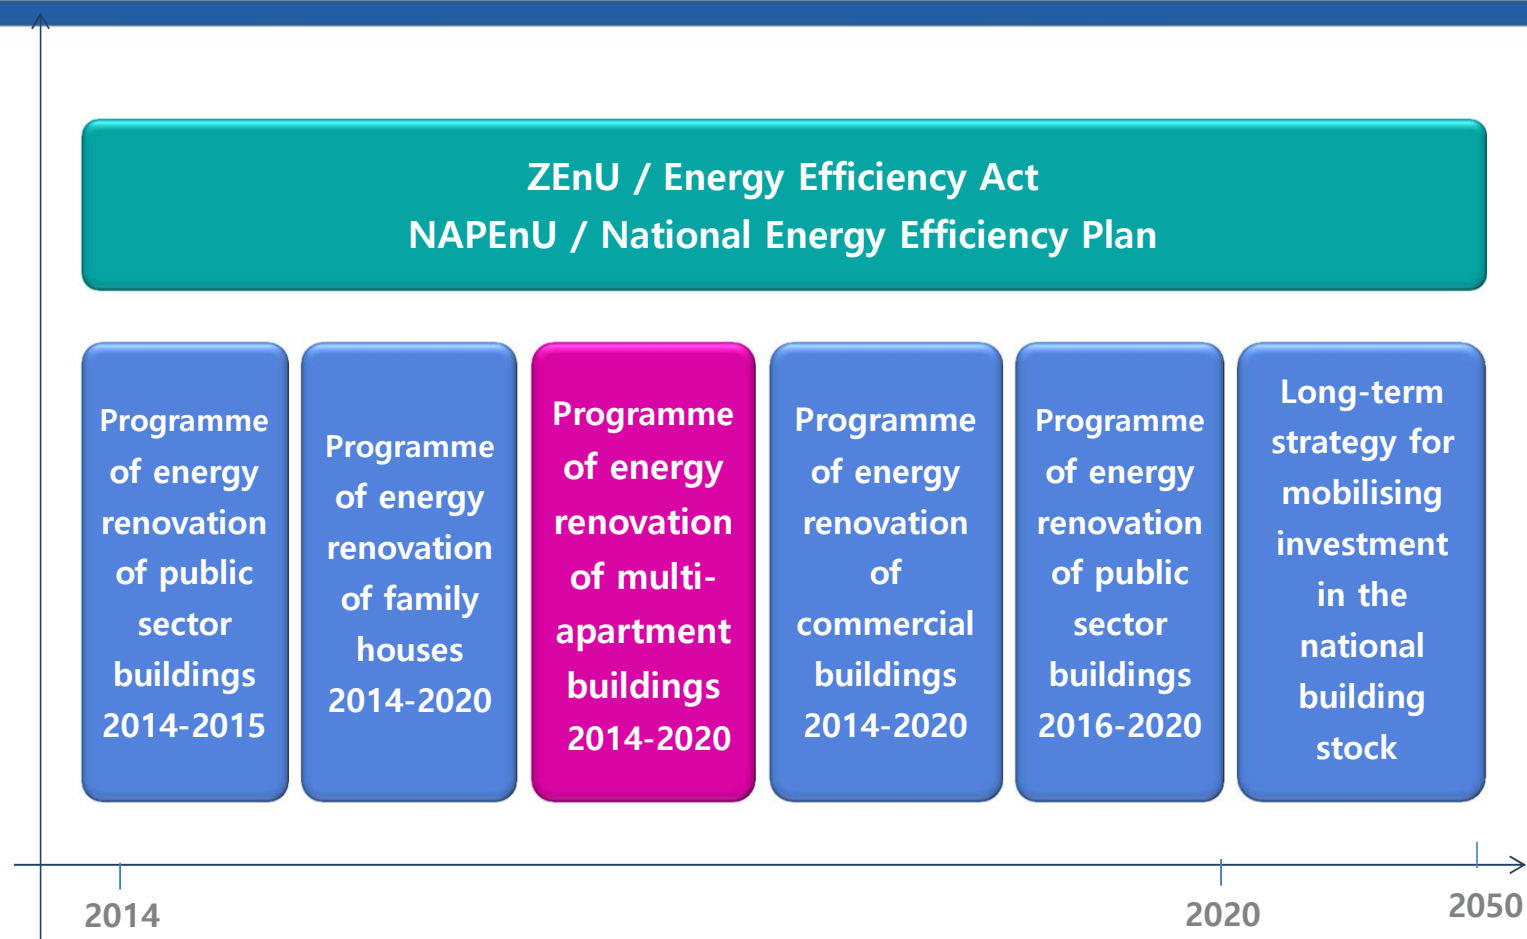 ZEnU / Energy Efficiency Act
NAPEnU / National Energy Efficiency Plan
Programme
of energy
renovation
of public
sector
buildings
2014-2015
Programme
of energy
renovation
of family
houses
2014-2020
Programme
of energy
renovation
of multi-
apartment
buildings
2014-2020
Programme
of energy
renovation
of
commercial
buildings
2014-2020
Programme
of energy
renovation
of public
sector
buildings
2016-2020
Long-term
strategy for
mobilising
investment
in the
national
building
stock
2014
2020
2050